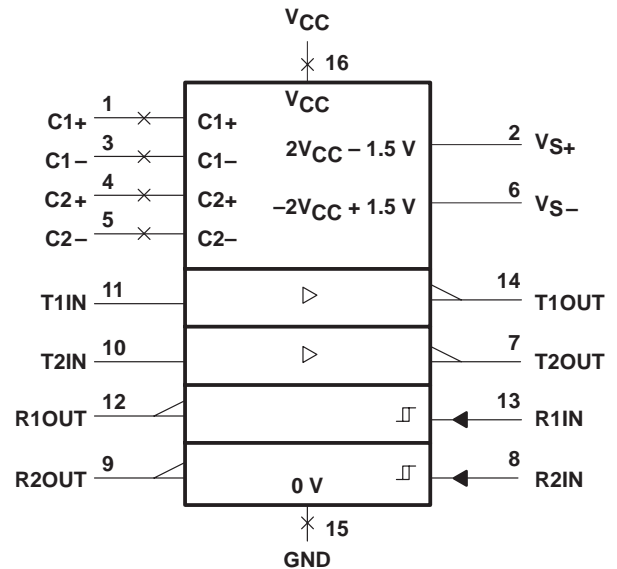 VCC
16
VCC
C1+ 1 C1+
C1– 3 C1–
2VCC – 1.5 V 2 VS+
C2+ 4 C2+
–2VCC + 1.5 V 6 VS–
C2– 5 C2–
T1IN 11 14 T1OUT
T2IN 10 7 T2OUT
R1OUT 12 13 R1IN
R2OUT 9 8 R2IN
0 V
15
GND